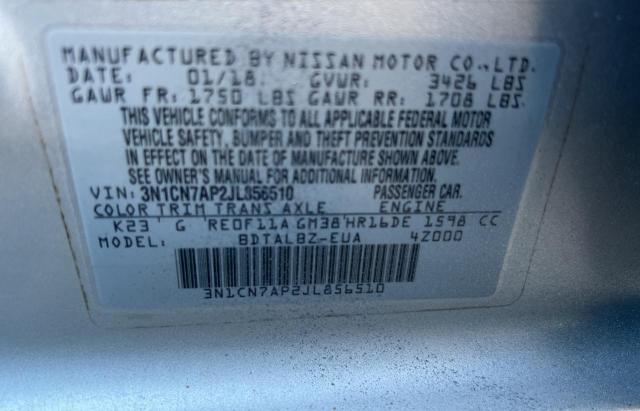 MANUFACTURED BY NISSAN MOTOR CO.,LTD.
DATE: 01/18 GVWR: 3426 LBS
GAWR FR: 1750 LBS GAWR RR: 1708 LBS.
THIS VEHICLE CONFORMS TO ALL APPLICABLE FEDERAL MOTOR
VEHICLE SAFETY, BUMPER AND THEFT PREVENTION STANDARDS
IN EFFECT ON THE DATE OF MANUFACTURE SHOWN ABOVE.
SEE OWNER'S MANUAL FOR ADDITIONAL INFORMATION.
VIN: 3N1CN7AP2JL856510 PASSENGER CAR.
COLOR TRIM TRANS AXLE ENGINE
K23 G RE0F11A GM38 HR16DE 1598 CC
MODEL: BDTALBZ-EUA 4Z000
3N1CN7AP2JL856510